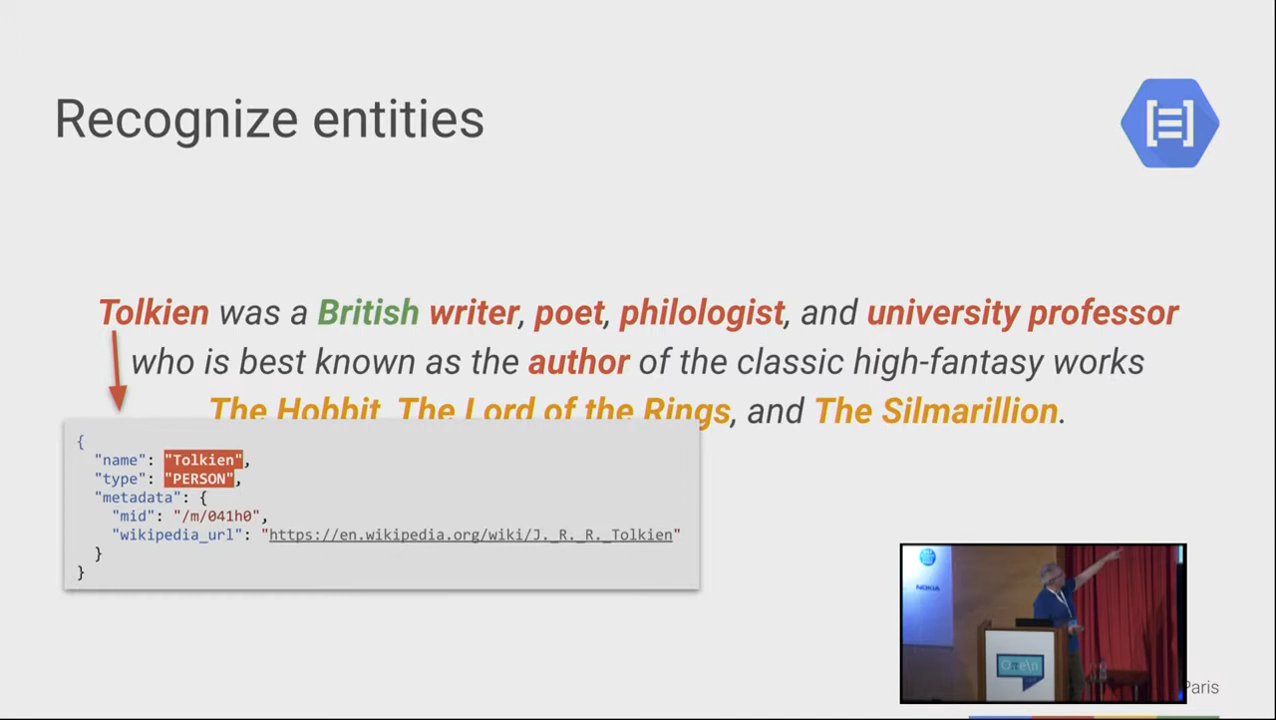 Recognize entities
Tolkien was a British writer, poet, philologist, and university professor
who is best known as the author of the classic high-fantasy works
The Hobbit, The Lord of the Rings, and The Silmarillion.
{
"name": "Tolkien",
"type": "PERSON",
"metadata": {
"mid": "/m/041h0",
"wikipedia_url": "https://en.wikipedia.org/wiki/J._R._R._Tolkien"
}
}
NOKIA
Paris